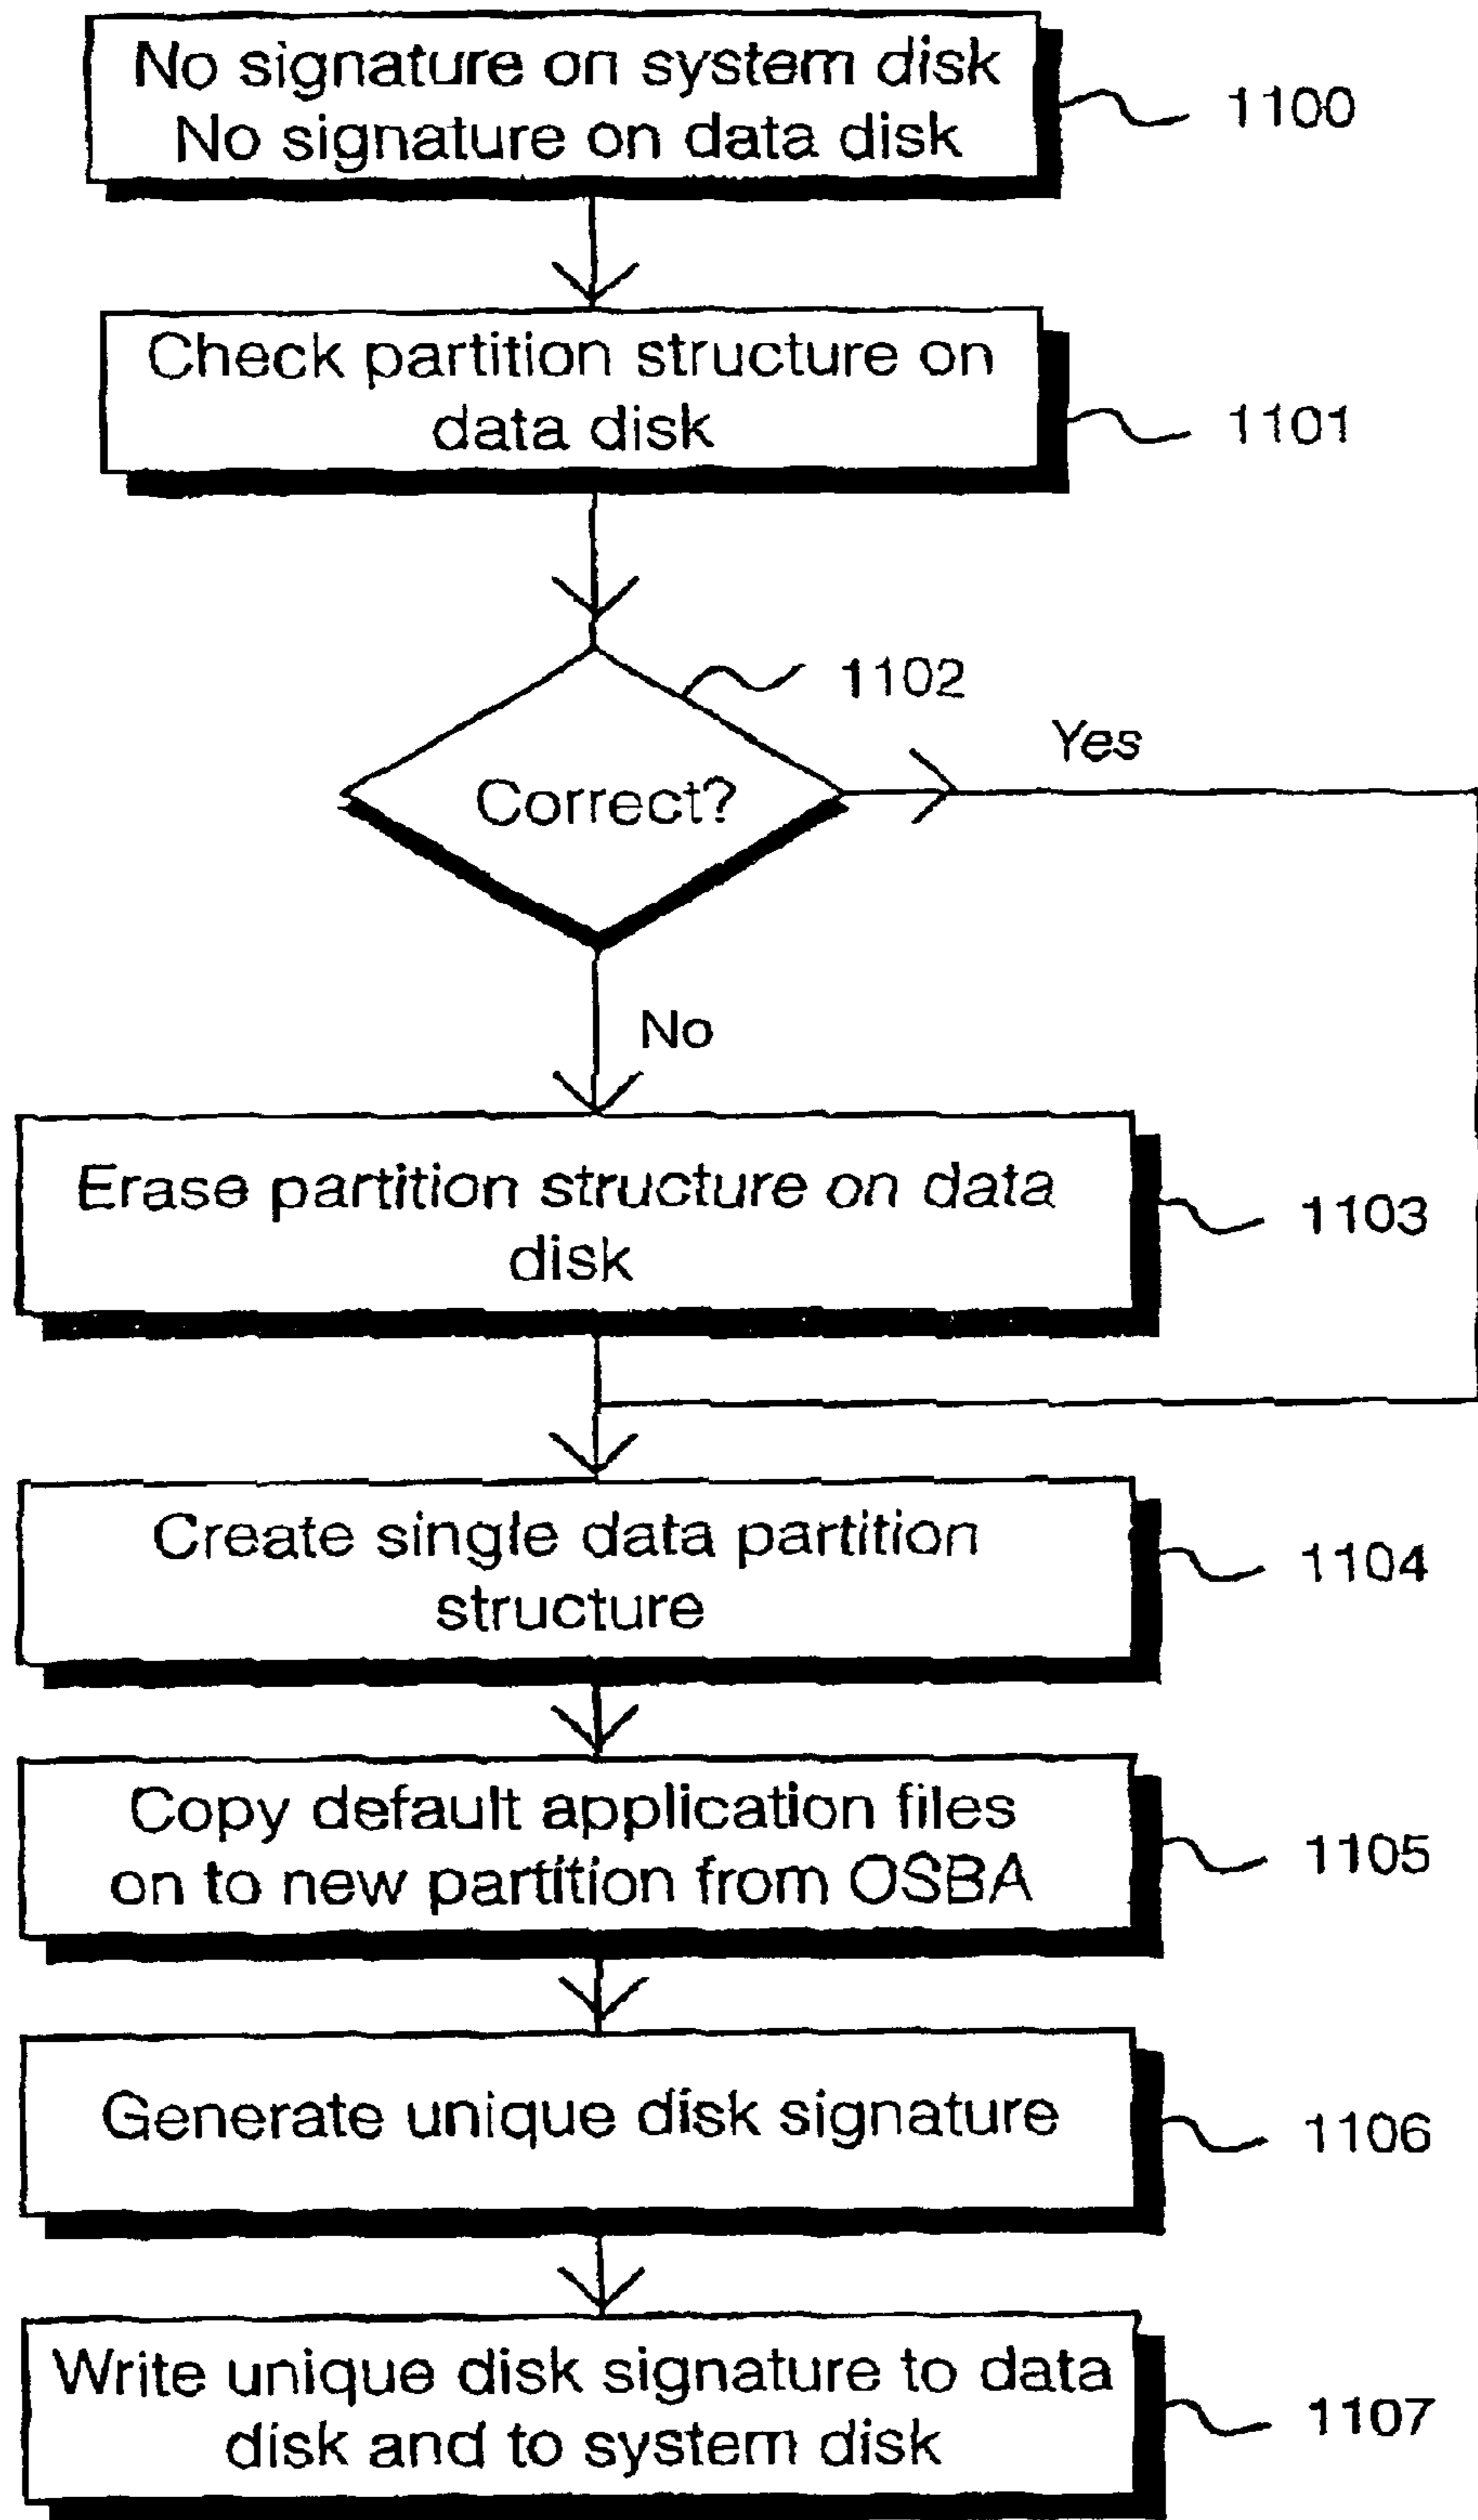 No signature on system disk
No signature on data disk
1100
Check partition structure on
data disk
1101
1102
Correct?
Yes
No
Erase partition structure on data
disk
1103
Create single data partition
structure
1104
Copy default application files
on to new partition from OSBA
1105
Generate unique disk signature
1106
Write unique disk signature to data
disk and to system disk
1107